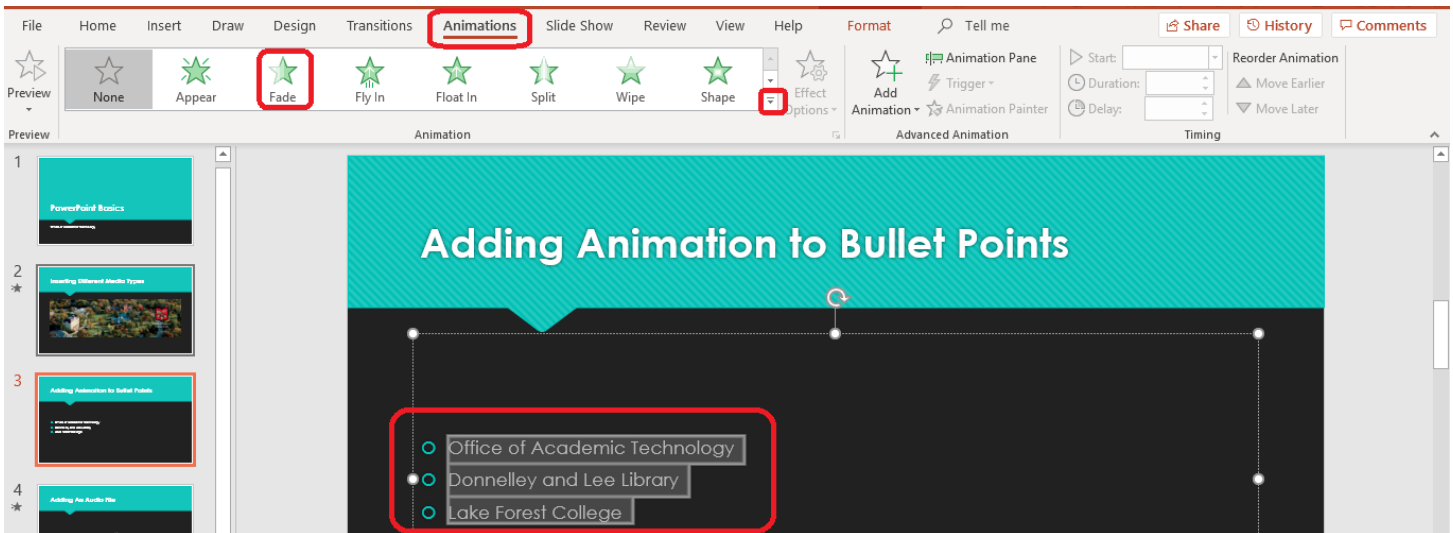 File Home Insert Draw Design Transitions Animations Slide Show Review View Help Format Tell me Share History Comments
Preview
None Appear Fade Fly In Float In Split Wipe Shape
Effect Options
Add Animation
Animation Pane
Trigger
Animation Painter
Start:
Duration:
Delay:
Reorder Animation
Move Earlier
Move Later
Preview Animation Advanced Animation Timing
1
PowerPoint Basics
2
Inserting Different Media Types
3
Adding Animation to Bullet Points
4
Adding An Audio File
Adding Animation to Bullet Points
Office of Academic Technology
Donnelley and Lee Library
Lake Forest College